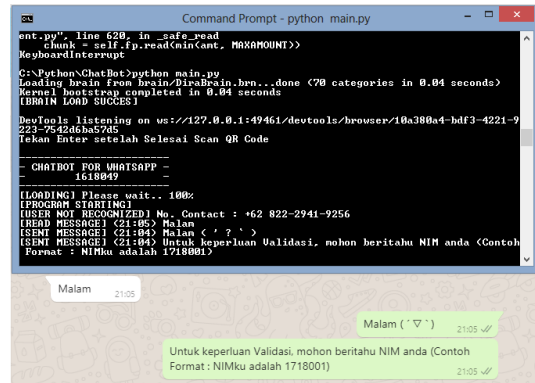 Command Prompt - python main.py
ent.py", line 620, in _safe_read
chunk = self.fp.read(min(amt, MAXAMOUNT))
KeyboardInterrupt
C:\Python\ChatBot>python main.py
Loading brain from brain/DiraBrain.brn...done (70 categories in 0.04 seconds)
Kernel bootstrap completed in 0.04 seconds
[BRAIN LOAD SUCCES]
DevTools listening on ws://127.0.0.1:49461/devtools/browser/10a380a4-bdf3-4221-9
223-7542d6ba57d5
Tekan Enter setelah Selesai Scan QR Code
-------------------------
- CHATBOT FOR WHATSAPP -
- 1618049 -
-------------------------
[LOADING] Please wait.. 100%
[PROGRAM STARTING]
[USER NOT RECOGNIZED] No. Contact : +62 822-2941-9256
[READ MESSAGE] (21:05) Malam
[SENT MESSAGE] (21:04) Malam ( ' ? ` )
[SENT MESSAGE] (21:04) Untuk keperluan Validasi, mohon beritahu NIM anda (Contoh
Format : NIMku adalah 1718001)
Malam 21:05
Malam ( ´ ▽ ` ) 21:05
Untuk keperluan Validasi, mohon beritahu NIM anda (Contoh
Format : NIMku adalah 1718001) 21:05